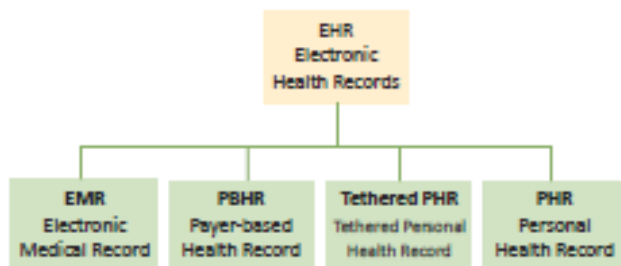 EHR
Electronic
Health Records
EMR
Electronic
Medical Record
PBHR
Payer-based
Health Record
Tethered PHR
Tethered Personal
Health Record
PHR
Personal
Health Record